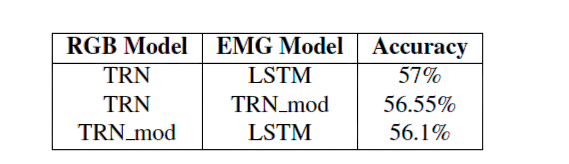 RGB Model EMG Model Accuracy
TRN LSTM 57%
TRN TRN_mod 56.55%
TRN_mod LSTM 56.1%